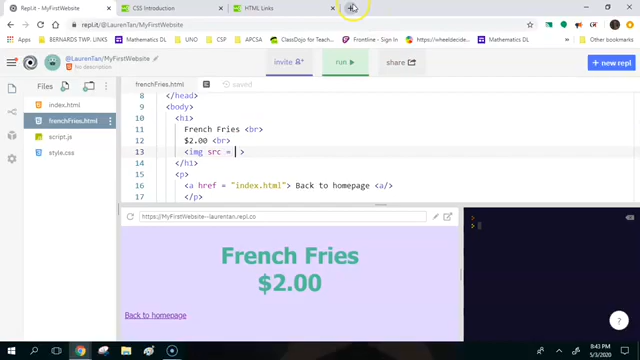 Repl.it - MyFirstWebsite
CSS Introduction
HTML Links
repl.it/@LaurenTan/MyFirstWebsite
BERNARDS TWP. LINKS
Mathematics DL
ClassDojo for Teach...
Frontline - Sign In
https://wheeldecide...
Mathematics DL
Other bookmarks
@LaurenTan/MyFirstWebsite
No description
invite
run
share
+ new repl
Files
frenchFries.html
saved
index.html
frenchFries.html
script.js
style.css
8 </head>
9 <body>
10 <h1>
11 French Fries <br>
12 $2.00 <br>
13 <img src = >
14 </h1>
15 <p>
16 <a href = "index.html"> Back to homepage <a/>
17 </p>
https://MyFirstWebsite--laurentan.repl.co
French Fries
$2.00
Back to homepage
?
8:43 PM
5/3/2020